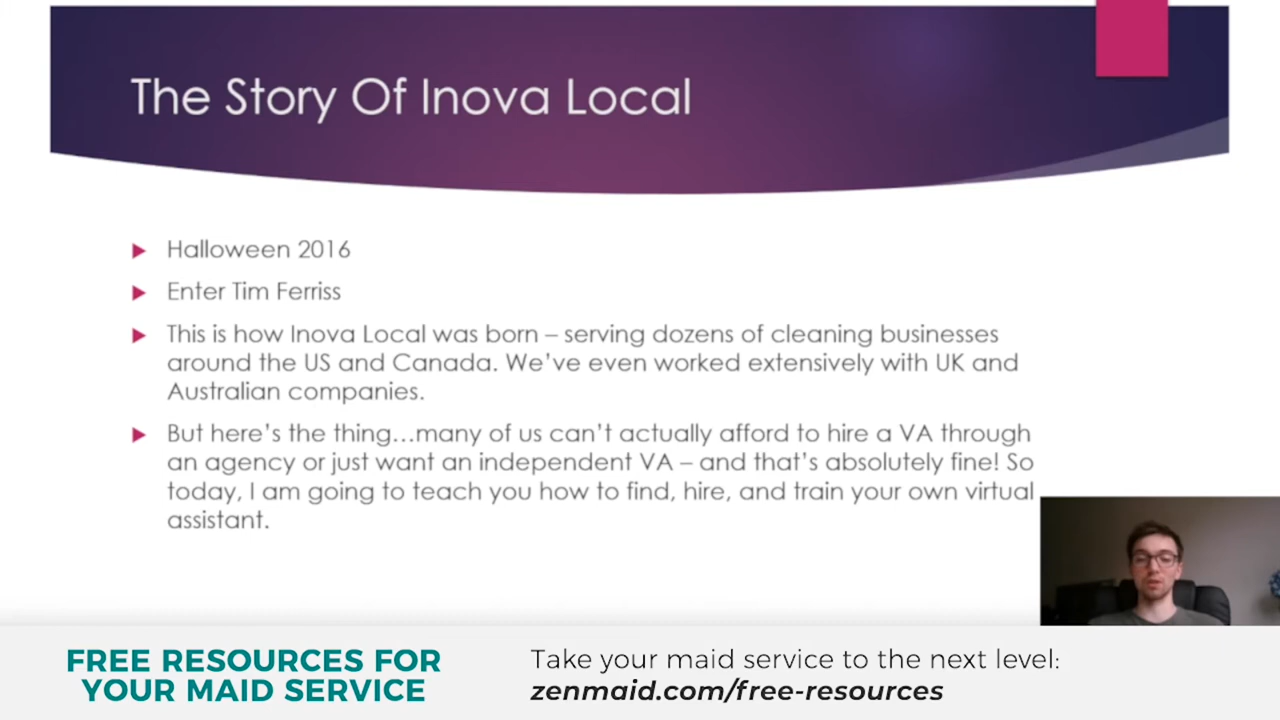 The Story Of Inova Local
Halloween 2016
Enter Tim Ferriss
This is how Inova Local was born – serving dozens of cleaning businesses
around the US and Canada. We’ve even worked extensively with UK and
Australian companies.
But here’s the thing…many of us can’t actually afford to hire a VA through
an agency or just want an independent VA – and that’s absolutely fine! So
today, I am going to teach you how to find, hire, and train your own virtual
assistant.
FREE RESOURCES FOR
YOUR MAID SERVICE
Take your maid service to the next level:
zenmaid.com/free-resources